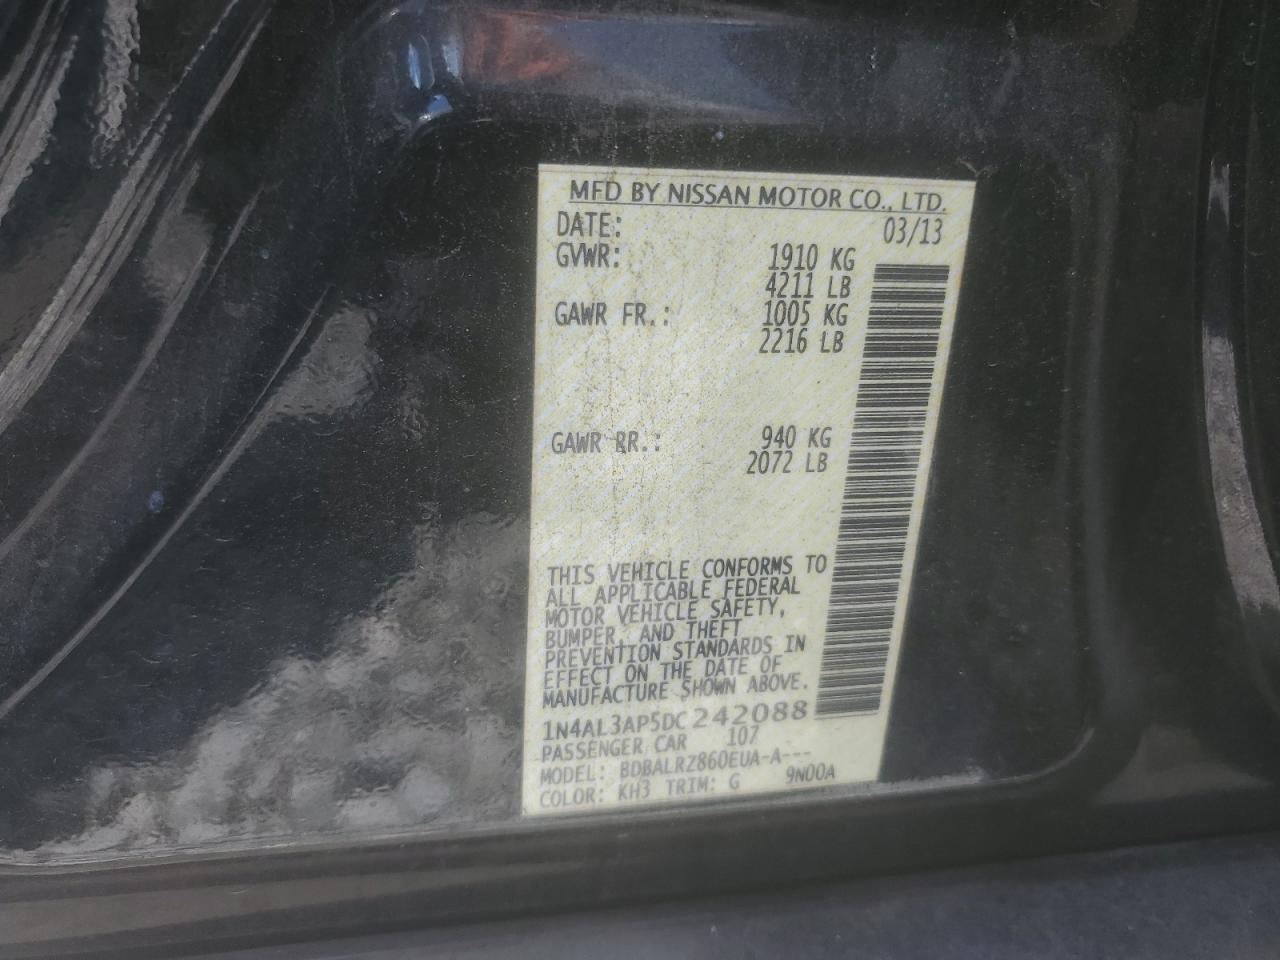 MFD BY NISSAN MOTOR CO., LTD.
DATE: 03/13
GVWR: 1910 KG
4211 LB
GAWR FR.: 1005 KG
2216 LB
GAWR RR.: 940 KG
2072 LB
THIS VEHICLE CONFORMS TO
ALL APPLICABLE FEDERAL
MOTOR VEHICLE SAFETY,
BUMPER, AND THEFT
PREVENTION STANDARDS IN
EFFECT ON THE DATE OF
MANUFACTURE SHOWN ABOVE.
1N4AL3AP5DC242088
PASSENGER CAR 107
MODEL: BDBALRZ860EUA-A---
COLOR: KH3 TRIM: G 9N00A